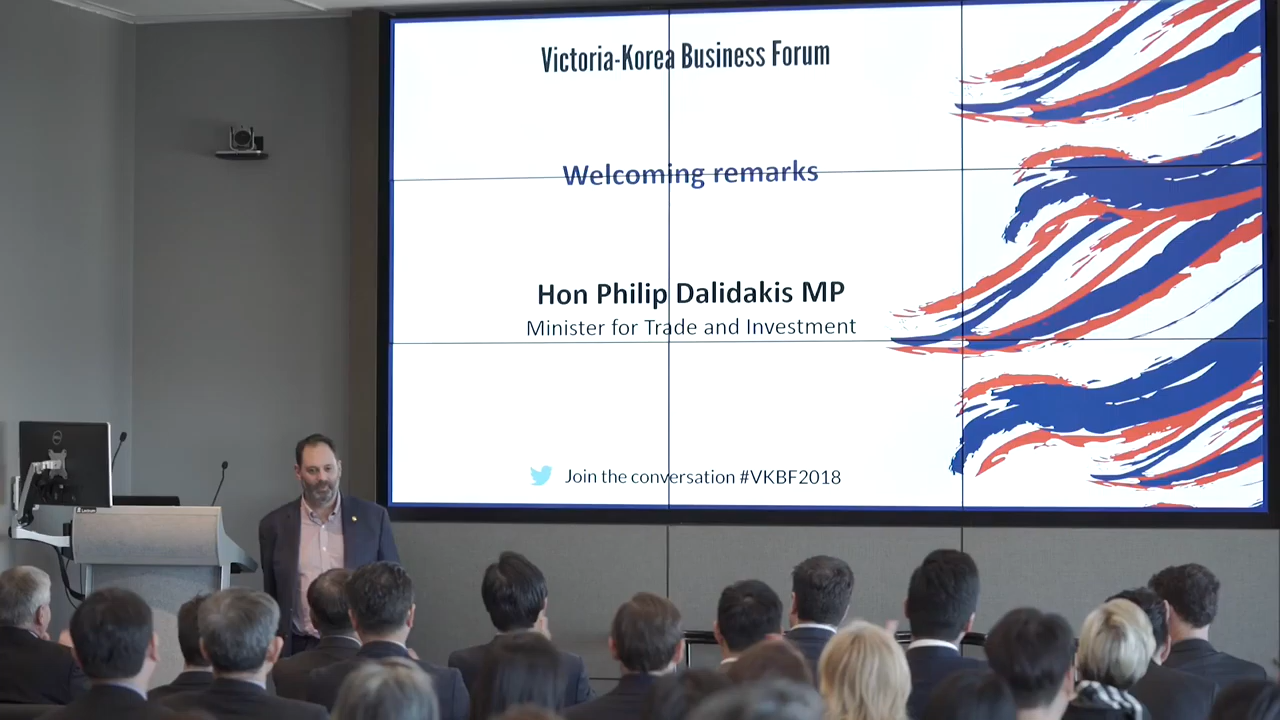 Victoria-Korea Business Forum
Welcoming remarks
Hon Philip Dalidakis MP
Minister for Trade and Investment
Join the conversation #VKBF2018
DELL